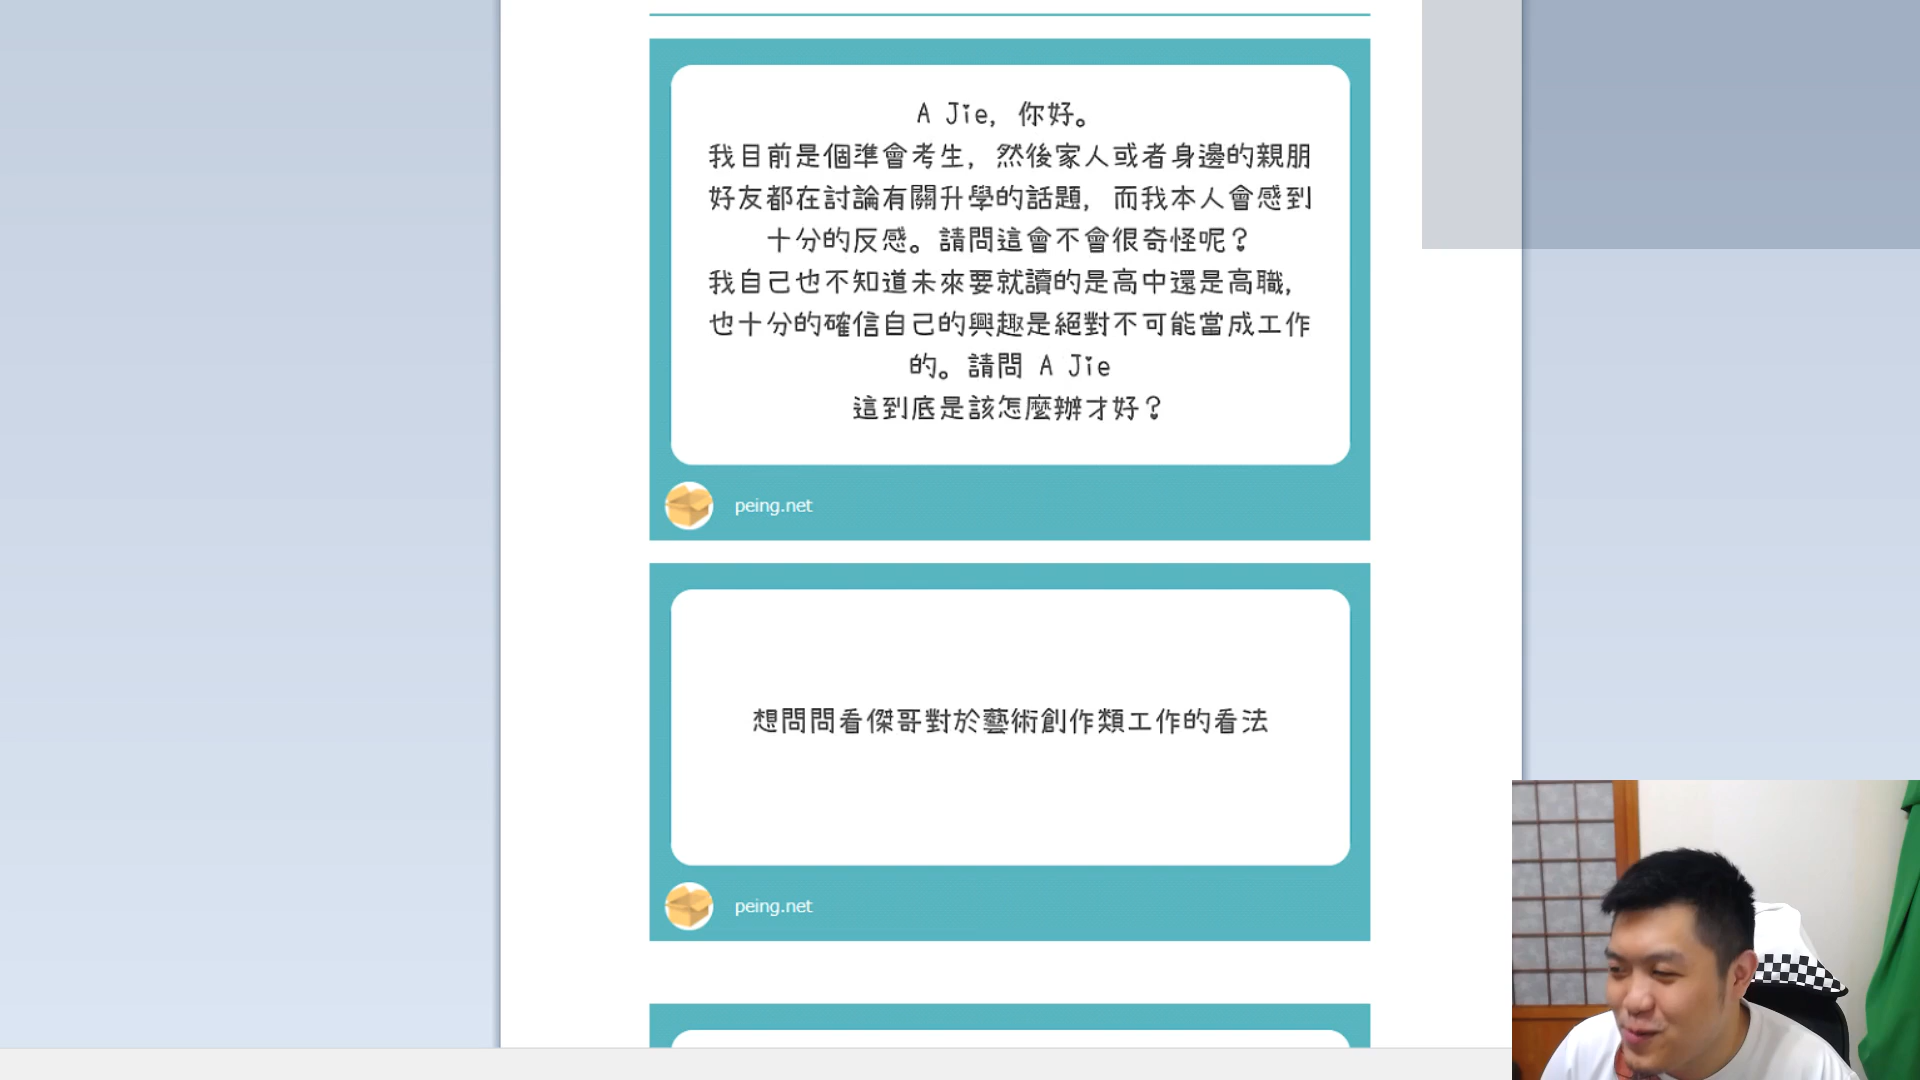 A Jie, 你好。
我目前是個準會考生, 然後家人或者身邊的親朋
好友都在討論有關升學的話題, 而我本人會感到
十分的反感。請問這會不會很奇怪呢?
我自己也不知道未來要就讀的是高中還是高職,
也十分的確信自己的興趣是絕對不可能當成工作
的。請問 A Jie
這到底是該怎麼辦才好?
peing.net
想問問看傑哥對於藝術創作類工作的看法
peing.net